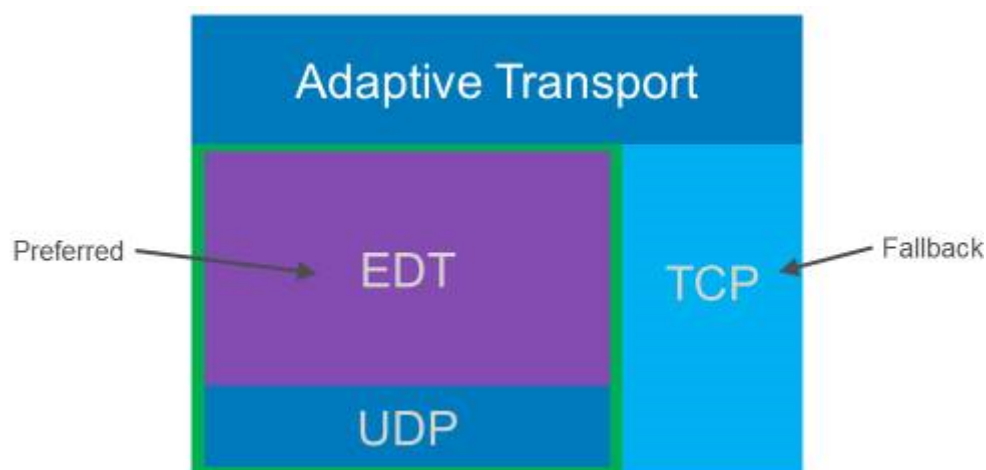 Adaptive Transport
Preferred
EDT
TCP
Fallback
UDP